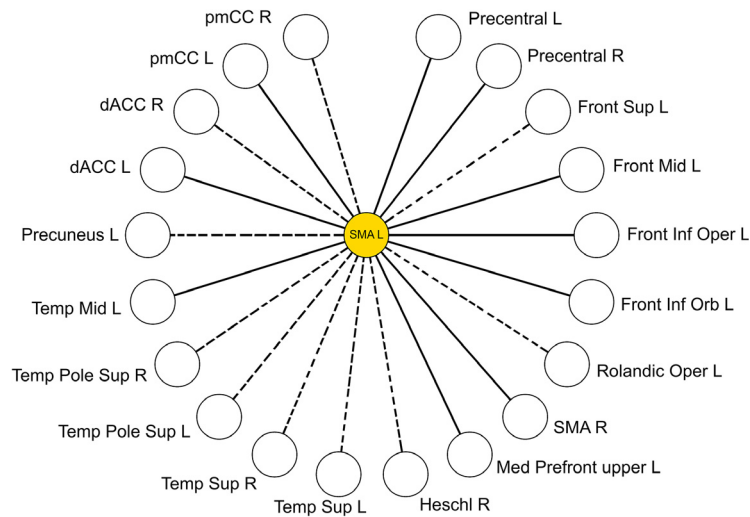 pmCC R
Precentral L
pmCC L
Precentral R
dACC R
Front Sup L
dACC L
Front Mid L
Precuneus L
SMA L
Front Inf Oper L
Temp Mid L
Front Inf Orb L
Temp Pole Sup R
Rolandic Oper L
Temp Pole Sup L
SMA R
Temp Sup R
Med Prefront upper L
Temp Sup L
Heschl R